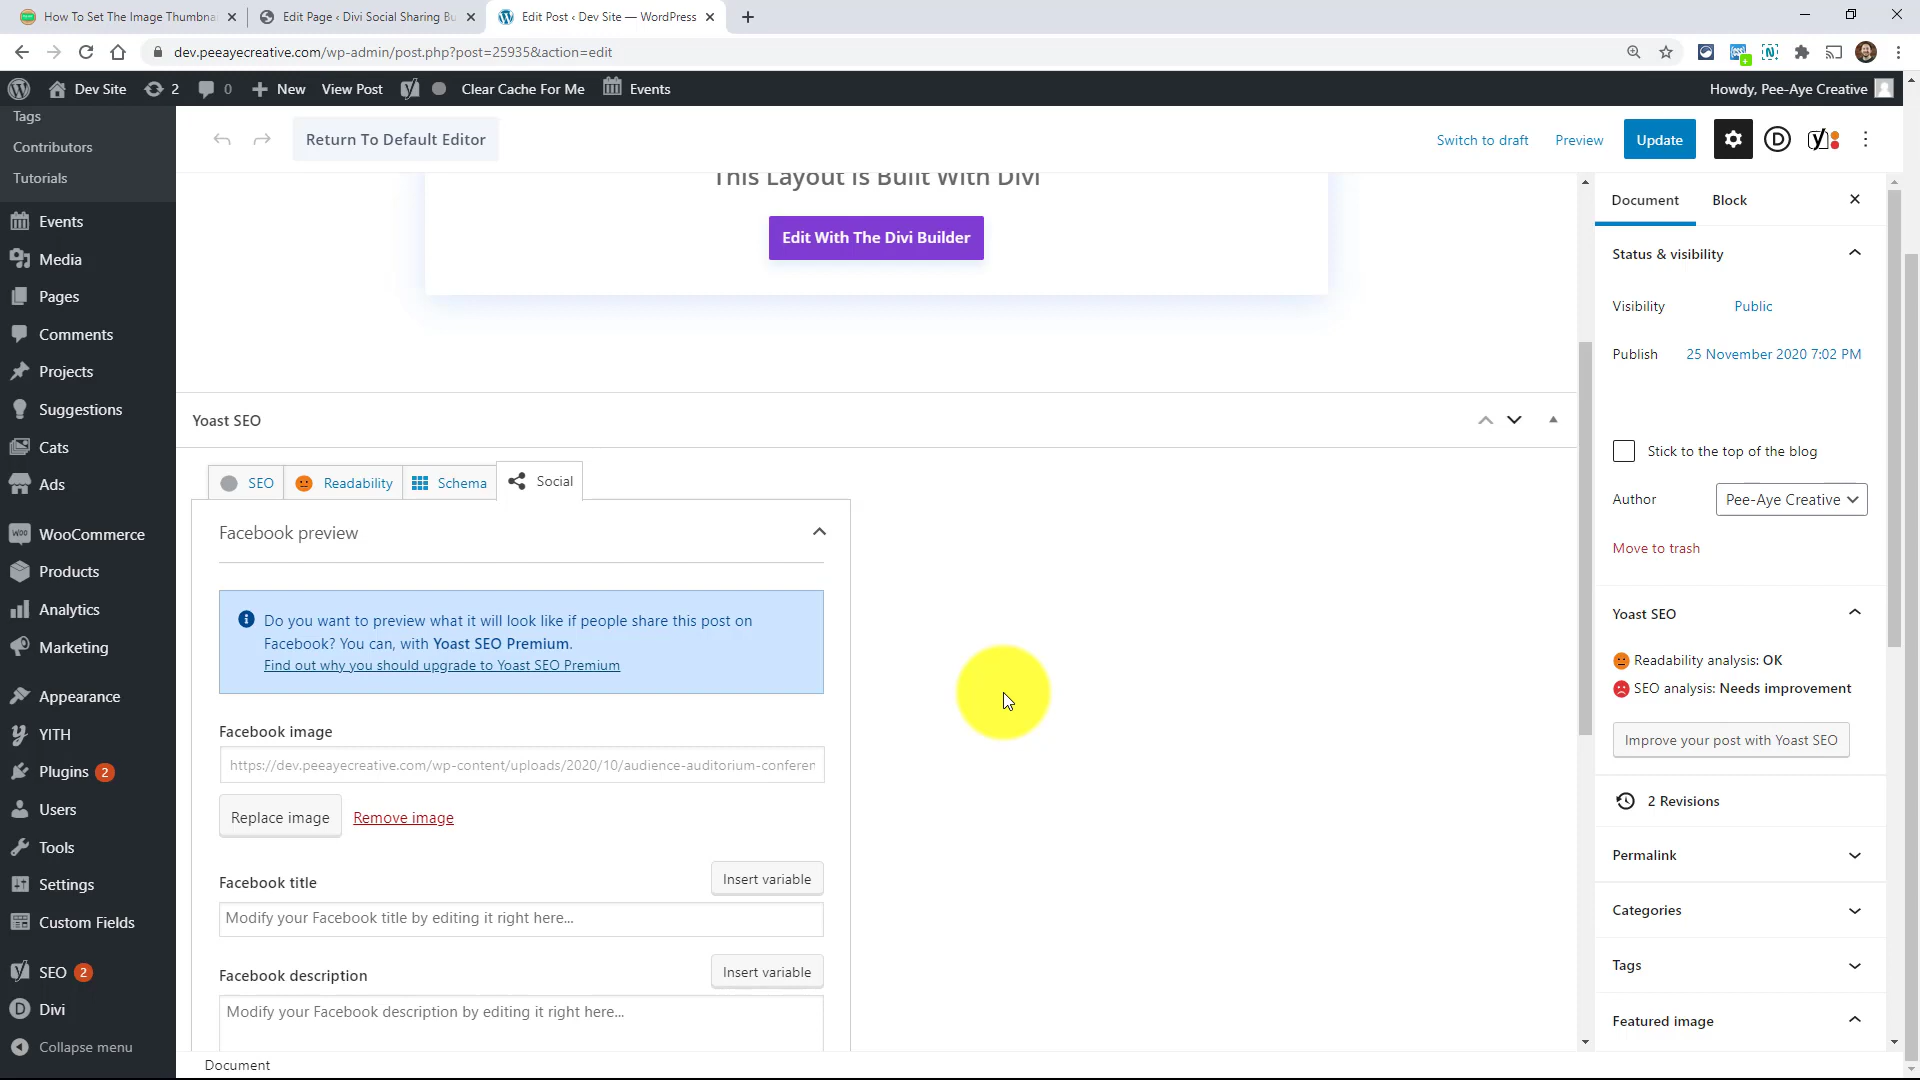 How To Set The Image Thumbna
Edit Page ‹ Divi Social Sharing Bu
Edit Post ‹ Dev Site — WordPress
dev.peeayecreative.com/wp-admin/post.php?post=25935&action=edit
Dev Site
2
0
New
View Post
Clear Cache For Me
Events
Howdy, Pee-Aye Creative
Tags
Contributors
Tutorials
Events
Media
Pages
Comments
Projects
Suggestions
Cats
Ads
WooCommerce
Products
Analytics
Marketing
Appearance
YITH
Plugins 2
Users
Tools
Settings
Custom Fields
SEO 2
Divi
Collapse menu
Return To Default Editor
Switch to draft
Preview
Update
This Layout Is Built With Divi
Edit With The Divi Builder
Yoast SEO
SEO
Readability
Schema
Social
Facebook preview
Do you want to preview what it will look like if people share this post on
Facebook? You can, with Yoast SEO Premium.
Find out why you should upgrade to Yoast SEO Premium
Facebook image
https://dev.peeayecreative.com/wp-content/uploads/2020/10/audience-auditorium-conferen
Replace image
Remove image
Facebook title
Insert variable
Modify your Facebook title by editing it right here...
Facebook description
Insert variable
Modify your Facebook description by editing it right here...
Document
Document
Block
Status & visibility
Visibility
Public
Publish
25 November 2020 7:02 PM
Stick to the top of the blog
Author
Pee-Aye Creative
Move to trash
Yoast SEO
Readability analysis: OK
SEO analysis: Needs improvement
Improve your post with Yoast SEO
2 Revisions
Permalink
Categories
Tags
Featured image